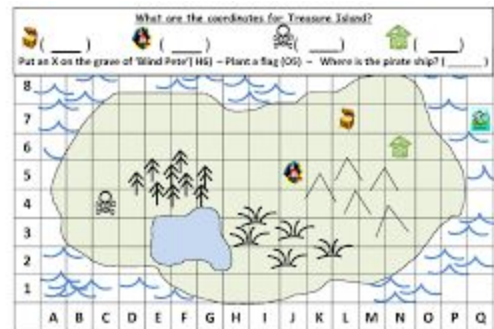 What are the coordinates for Treasure Island?
( ____ ) ( ____ ) ( ____ ) ( ____ )
Put an X on the grave of 'Blind Pete'( H6) – Plant a flag (O5) – Where is the pirate ship? ( ______ )
8
7
6
5
4
3
2
1
A B C D E F G H I J K L M N O P Q